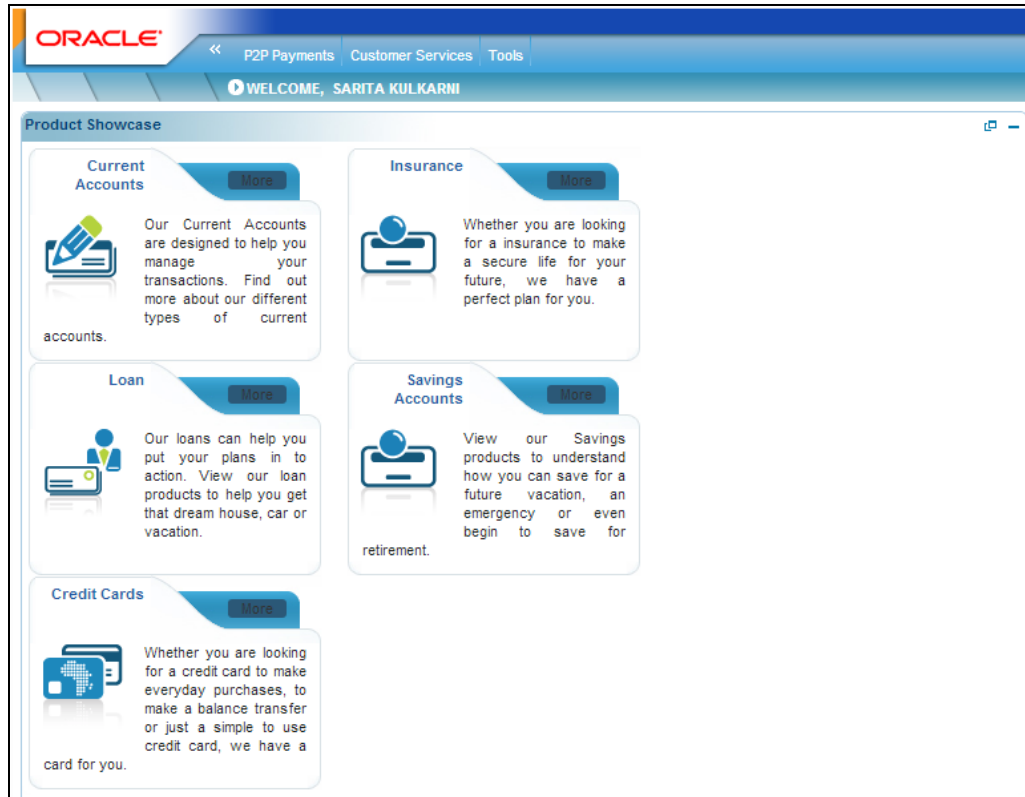 ORACLE
« P2P Payments Customer Services Tools
WELCOME, SARITA KULKARNI
Product Showcase
Current
Accounts
More
Our Current Accounts
are designed to help you
manage your
transactions. Find out
more about our different
types of current
accounts.
Insurance
More
Whether you are looking
for a insurance to make
a secure life for your
future, we have a
perfect plan for you.
Loan
More
Our loans can help you
put your plans in to
action. View our loan
products to help you get
that dream house, car or
vacation.
Savings
Accounts
More
View our Savings
products to understand
how you can save for a
future vacation, an
emergency or even
begin to save for
retirement.
Credit Cards
More
Whether you are looking
for a credit card to make
everyday purchases, to
make a balance transfer
or just a simple to use
credit card, we have a
card for you.